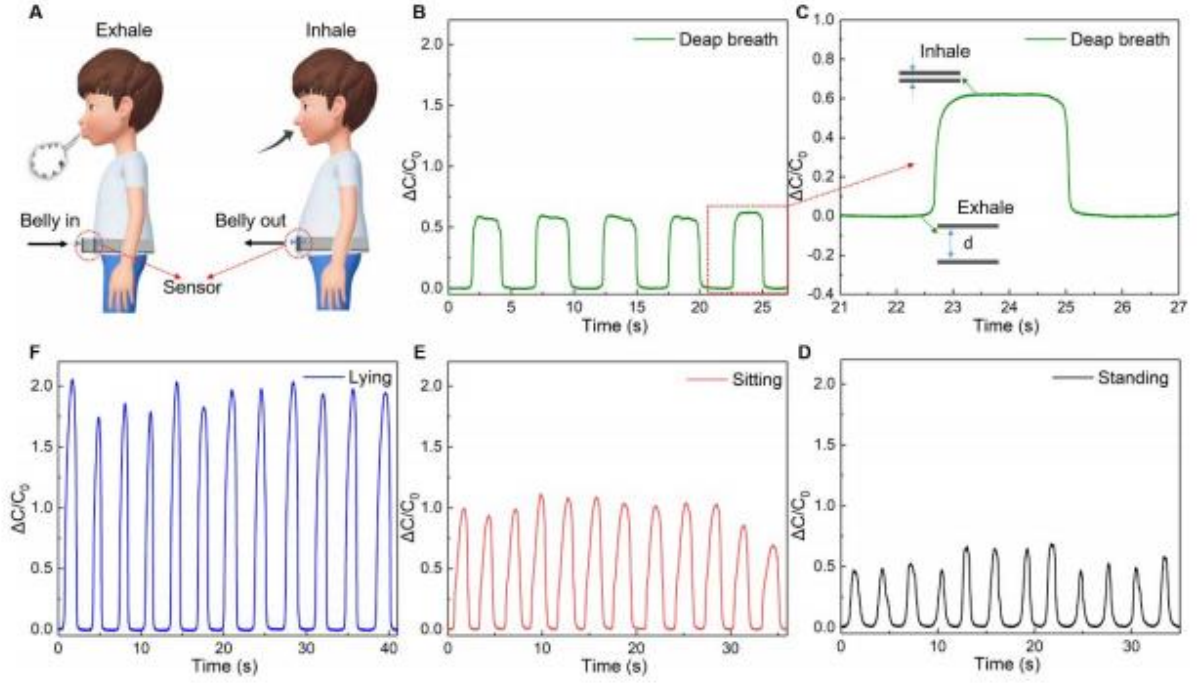 A
Exhale
Inhale
Belly in
Belly out
Sensor
B
Deap breath
ΔC/C0
2.0
1.5
1.0
0.5
0.0
0 5 10 15 20 25
Time (s)
C
Deap breath
Inhale
Exhale
d
ΔC/C0
1.0
0.8
0.6
0.4
0.2
0.0
-0.2
-0.4
21 22 23 24 25 26 27
Time (s)
F
Lying
ΔC/C0
2.0
1.5
1.0
0.5
0.0
0 10 20 30 40
Time (s)
E
Sitting
ΔC/C0
2.0
1.5
1.0
0.5
0.0
0 10 20 30
Time (s)
D
Standing
ΔC/C0
2.0
1.5
1.0
0.5
0.0
0 10 20 30
Time (s)